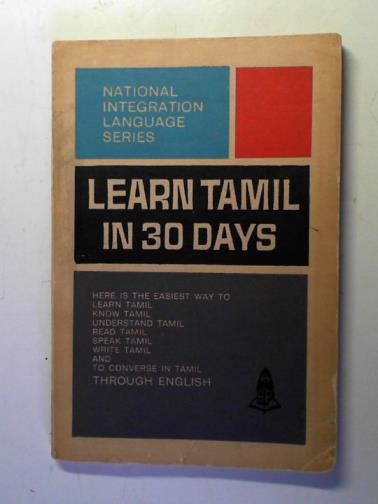 NATIONAL
INTEGRATION
LANGUAGE
SERIES
LEARN TAMIL
IN 30 DAYS
HERE IS THE EASIEST WAY TO
LEARN TAMIL
KNOW TAMIL
UNDERSTAND TAMIL
READ TAMIL
SPEAK TAMIL
WRITE TAMIL
AND
TO CONVERSE IN TAMIL
THROUGH ENGLISH